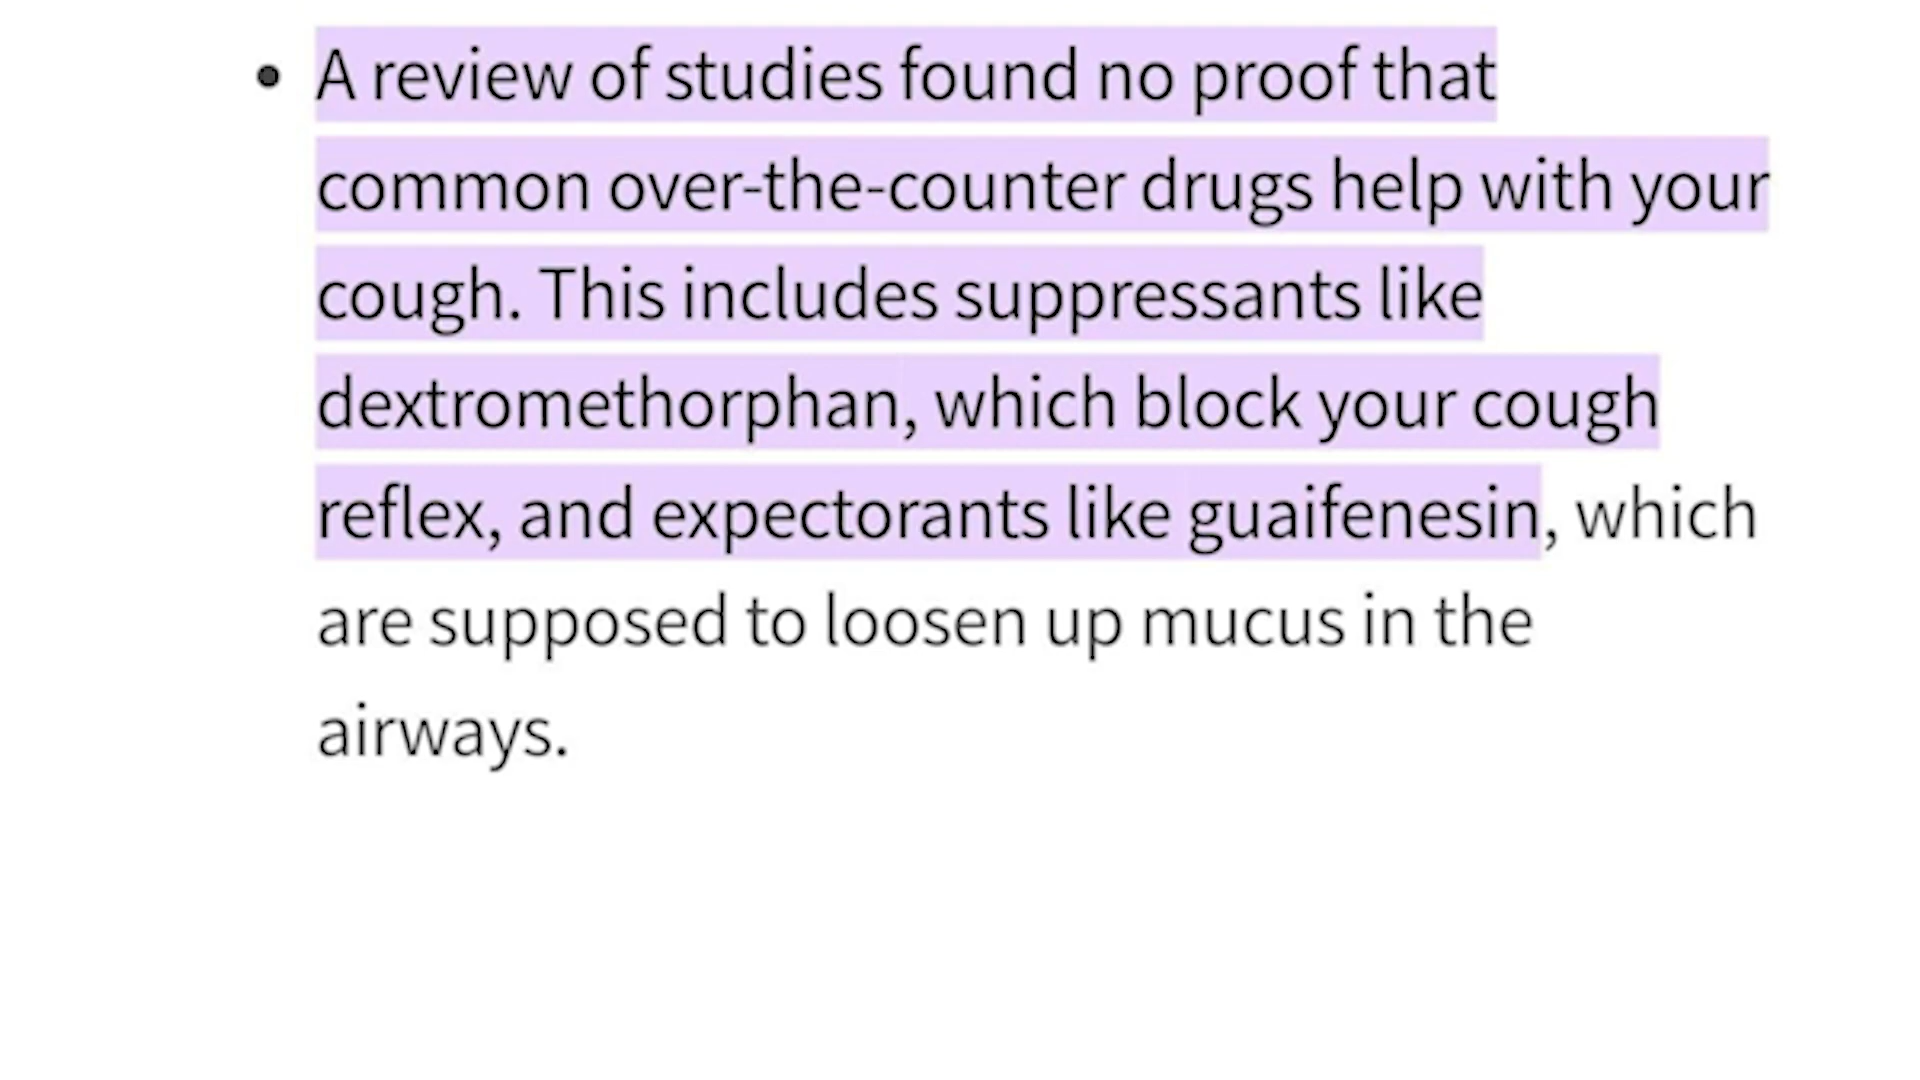 • A review of studies found no proof that
common over-the-counter drugs help with your
cough. This includes suppressants like
dextromethorphan, which block your cough
reflex, and expectorants like guaifenesin, which
are supposed to loosen up mucus in the
airways.